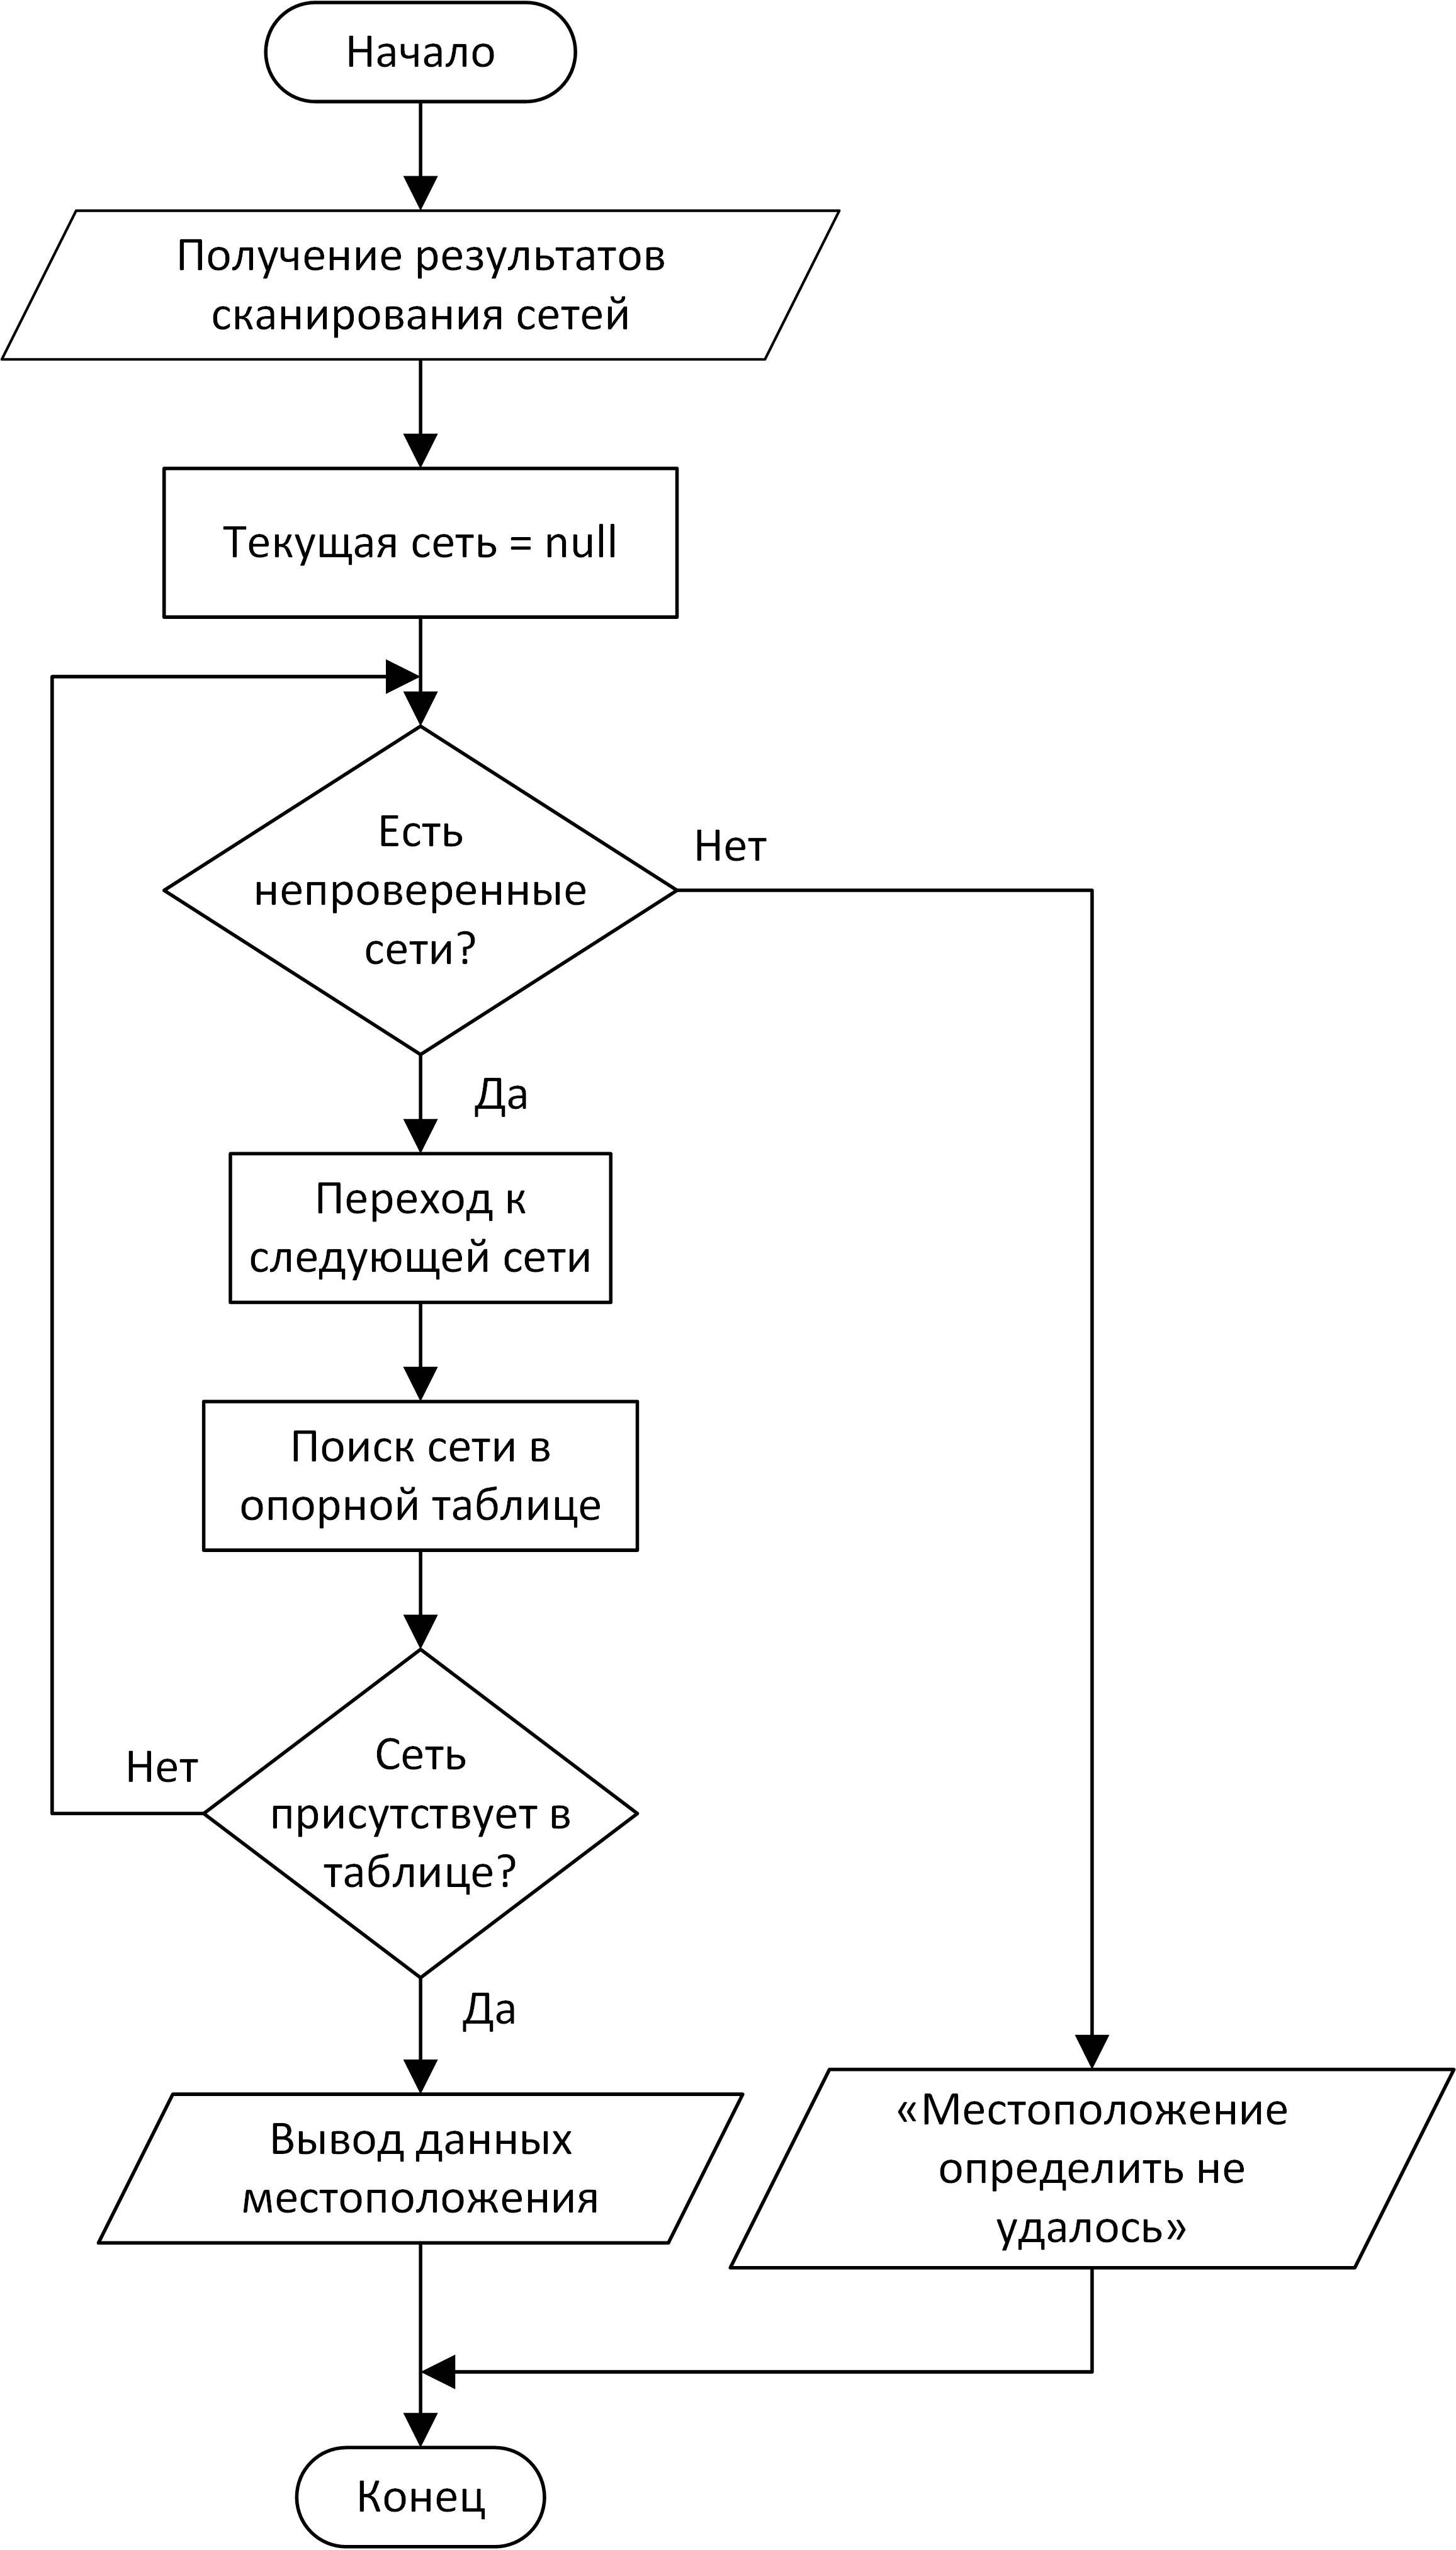 Начало
Получение результатов
сканирования сетей
Текущая сеть = null
Есть
непроверенные
сети?
Нет
Да
Переход к
следующей сети
Поиск сети в
опорной таблице
Сеть
присутствует в
таблице?
Нет
Да
Вывод данных
местоположения
«Местоположение
определить не
удалось»
Конец